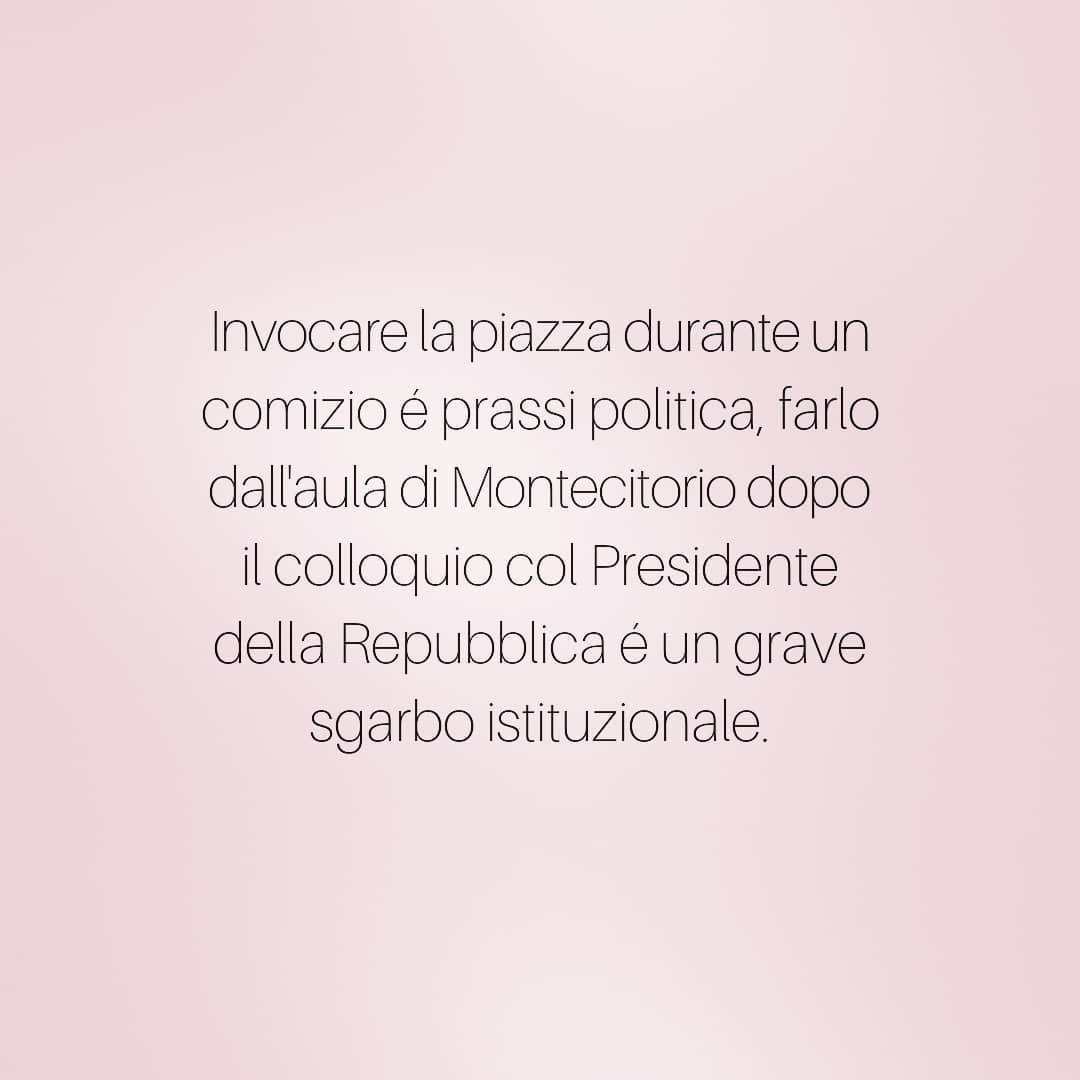 Invocare la piazza durante un
comizio é prassi politica, farlo
dall'aula di Montecitorio dopo
il colloquio col Presidente
della Repubblica é un grave
sgarbo istituzionale.